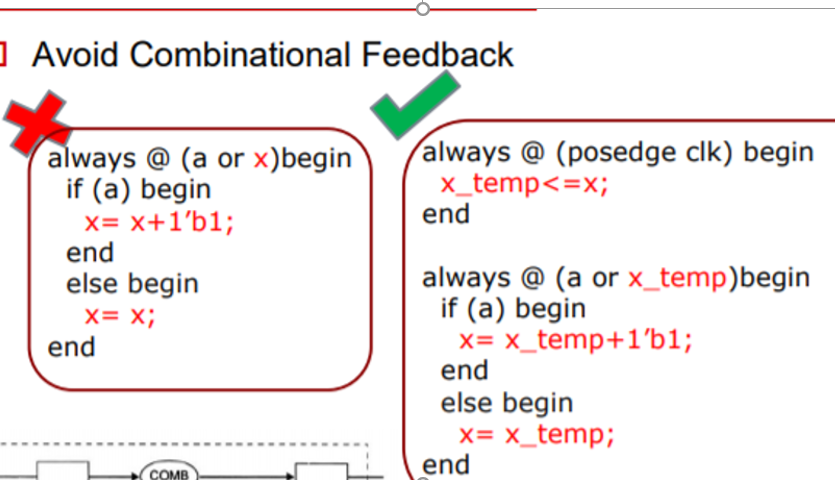 Avoid Combinational Feedback
always @ (a or x)begin
if (a) begin
x= x+1’b1;
end
else begin
x= x;
end
always @ (posedge clk) begin
x_temp<=x;
end
always @ (a or x_temp)begin
if (a) begin
x= x_temp+1’b1;
end
else begin
x= x_temp;
end
COMB